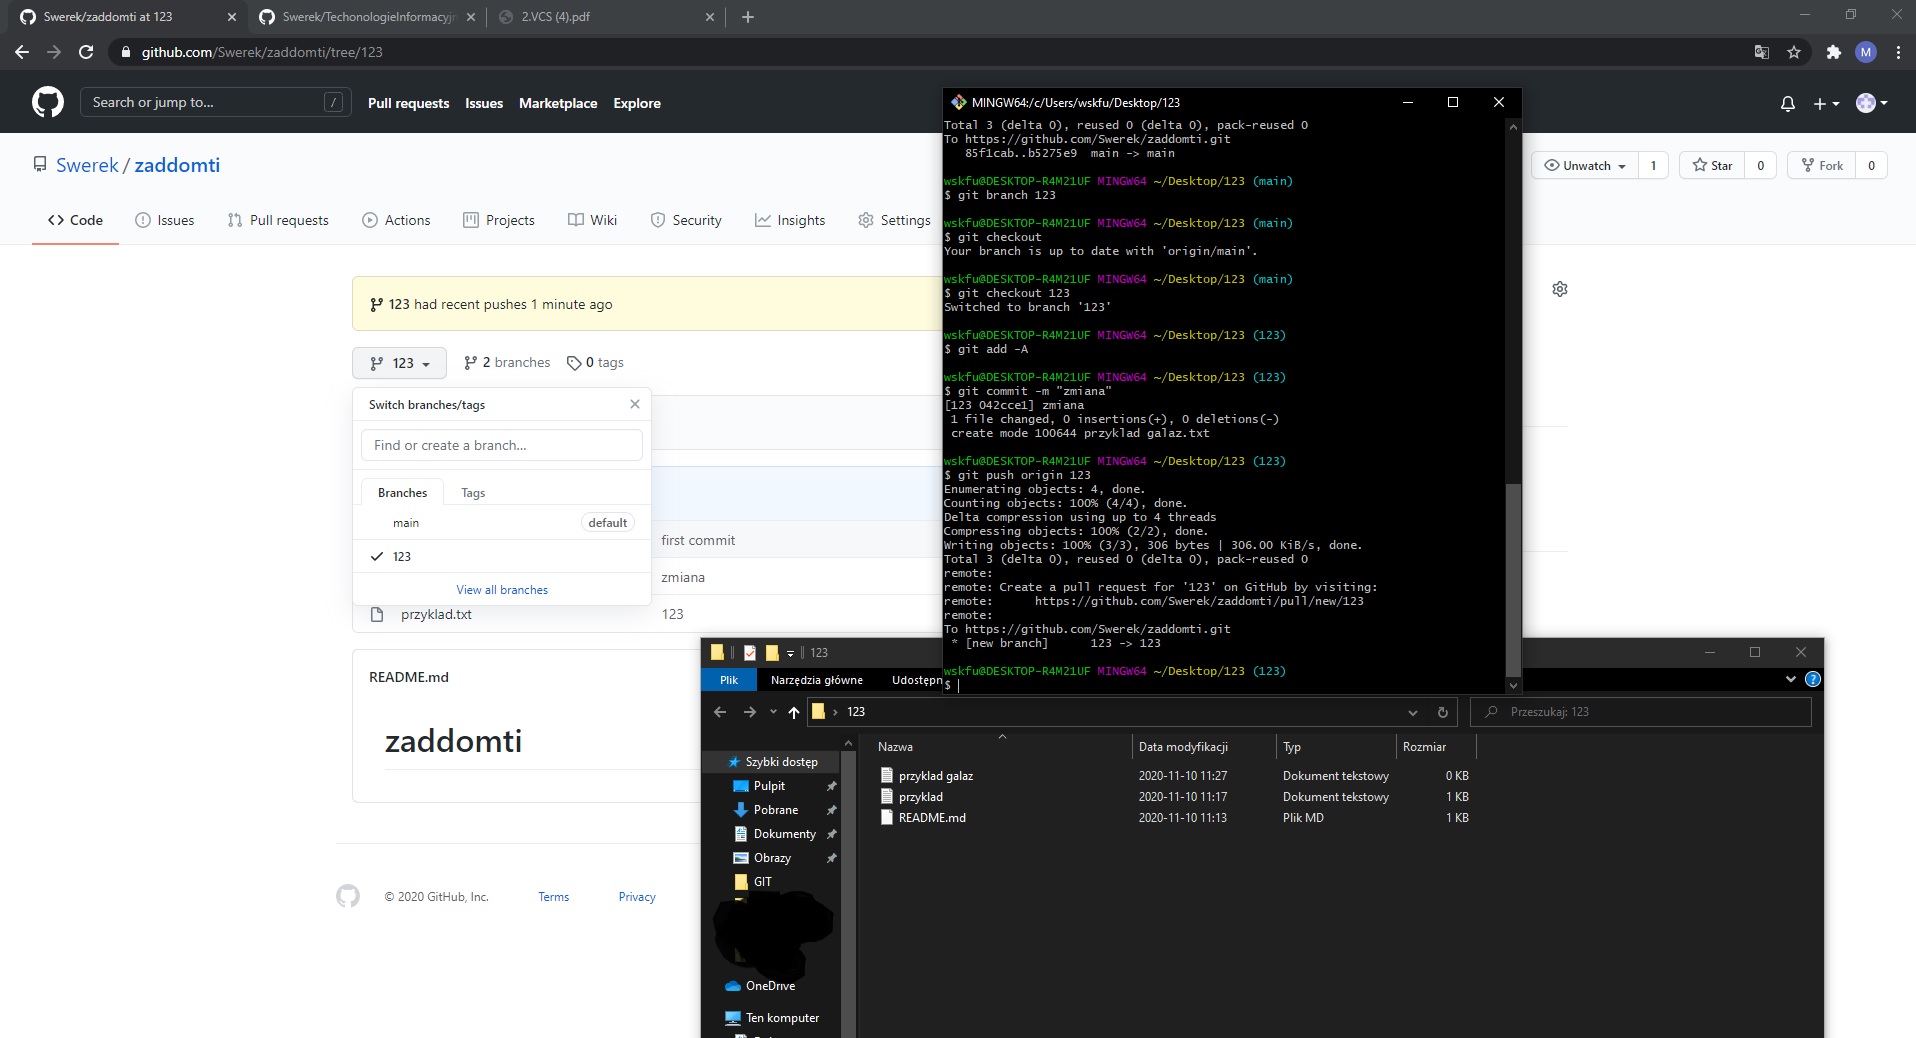 Swerek/zaddomti at 123
Swerek/TechonologieInformacyjn
2.VCS (4).pdf
github.com/Swerek/zaddomti/tree/123
M
Search or jump to...
/
Pull requests
Issues
Marketplace
Explore
Swerek / zaddomti
Unwatch 1
Star 0
Fork 0
Code
Issues
Pull requests
Actions
Projects
Wiki
Security
Insights
Settings
123 had recent pushes 1 minute ago
123
2 branches
0 tags
Switch branches/tags
Find or create a branch...
Branches
Tags
main
default
123
View all branches
first commit
zmiana
przyklad.txt
123
README.md
zaddomti
© 2020 GitHub, Inc.
Terms
Privacy
MINGW64:/c/Users/wskfu/Desktop/123
Total 3 (delta 0), reused 0 (delta 0), pack-reused 0
To https://github.com/Swerek/zaddomti.git
85f1cab..b5275e9 main -> main
wskfu@DESKTOP-R4M21UF MINGW64 ~/Desktop/123 (main)
$ git branch 123
wskfu@DESKTOP-R4M21UF MINGW64 ~/Desktop/123 (main)
$ git checkout
Your branch is up to date with 'origin/main'.
wskfu@DESKTOP-R4M21UF MINGW64 ~/Desktop/123 (main)
$ git checkout 123
Switched to branch '123'
wskfu@DESKTOP-R4M21UF MINGW64 ~/Desktop/123 (123)
$ git add -A
wskfu@DESKTOP-R4M21UF MINGW64 ~/Desktop/123 (123)
$ git commit -m "zmiana"
[123 042cce1] zmiana
1 file changed, 0 insertions(+), 0 deletions(-)
create mode 100644 przyklad galaz.txt
wskfu@DESKTOP-R4M21UF MINGW64 ~/Desktop/123 (123)
$ git push origin 123
Enumerating objects: 4, done.
Counting objects: 100% (4/4), done.
Delta compression using up to 4 threads
Compressing objects: 100% (2/2), done.
Writing objects: 100% (3/3), 306 bytes | 306.00 KiB/s, done.
Total 3 (delta 0), reused 0 (delta 0), pack-reused 0
remote:
remote: Create a pull request for '123' on GitHub by visiting:
remote: https://github.com/Swerek/zaddomti/pull/new/123
remote:
To https://github.com/Swerek/zaddomti.git
* [new branch] 123 -> 123
wskfu@DESKTOP-R4M21UF MINGW64 ~/Desktop/123 (123)
$
123
Plik
Narzędzia główne
Udostępn
?
123
Przeszukaj: 123
Nazwa
Data modyfikacji
Typ
Rozmiar
przyklad galaz 2020-11-10 11:27 Dokument tekstowy 0 KB
przyklad 2020-11-10 11:17 Dokument tekstowy 1 KB
README.md 2020-11-10 11:13 Plik MD 1 KB
Szybki dostęp
Pulpit
Pobrane
Dokumenty
Obrazy
GIT
OneDrive
Ten komputer